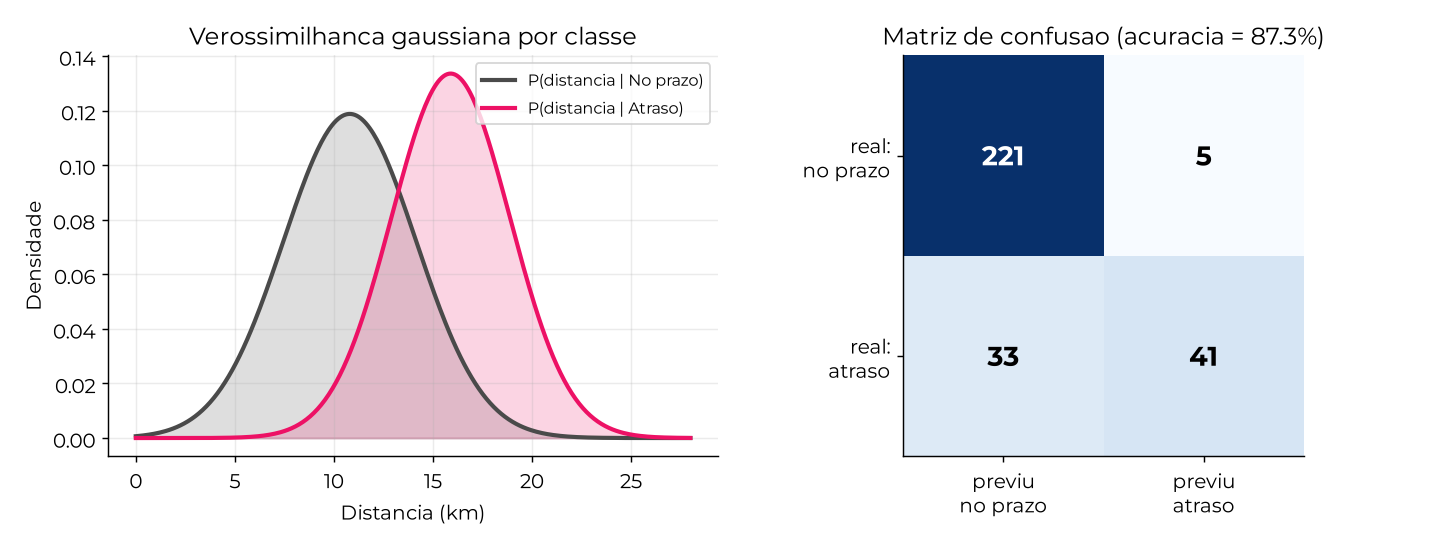 Verossimilhanca gaussiana por classe
Densidade
0.14
0.12
0.10
0.08
0.06
0.04
0.02
0.00
P(distancia | No prazo)
P(distancia | Atraso)
0 5 10 15 20 25
Distancia (km)
Matriz de confusao (acuracia = 87.3%)
real:
no prazo
221 5
real:
atraso
33 41
previu
no prazo
previu
atraso